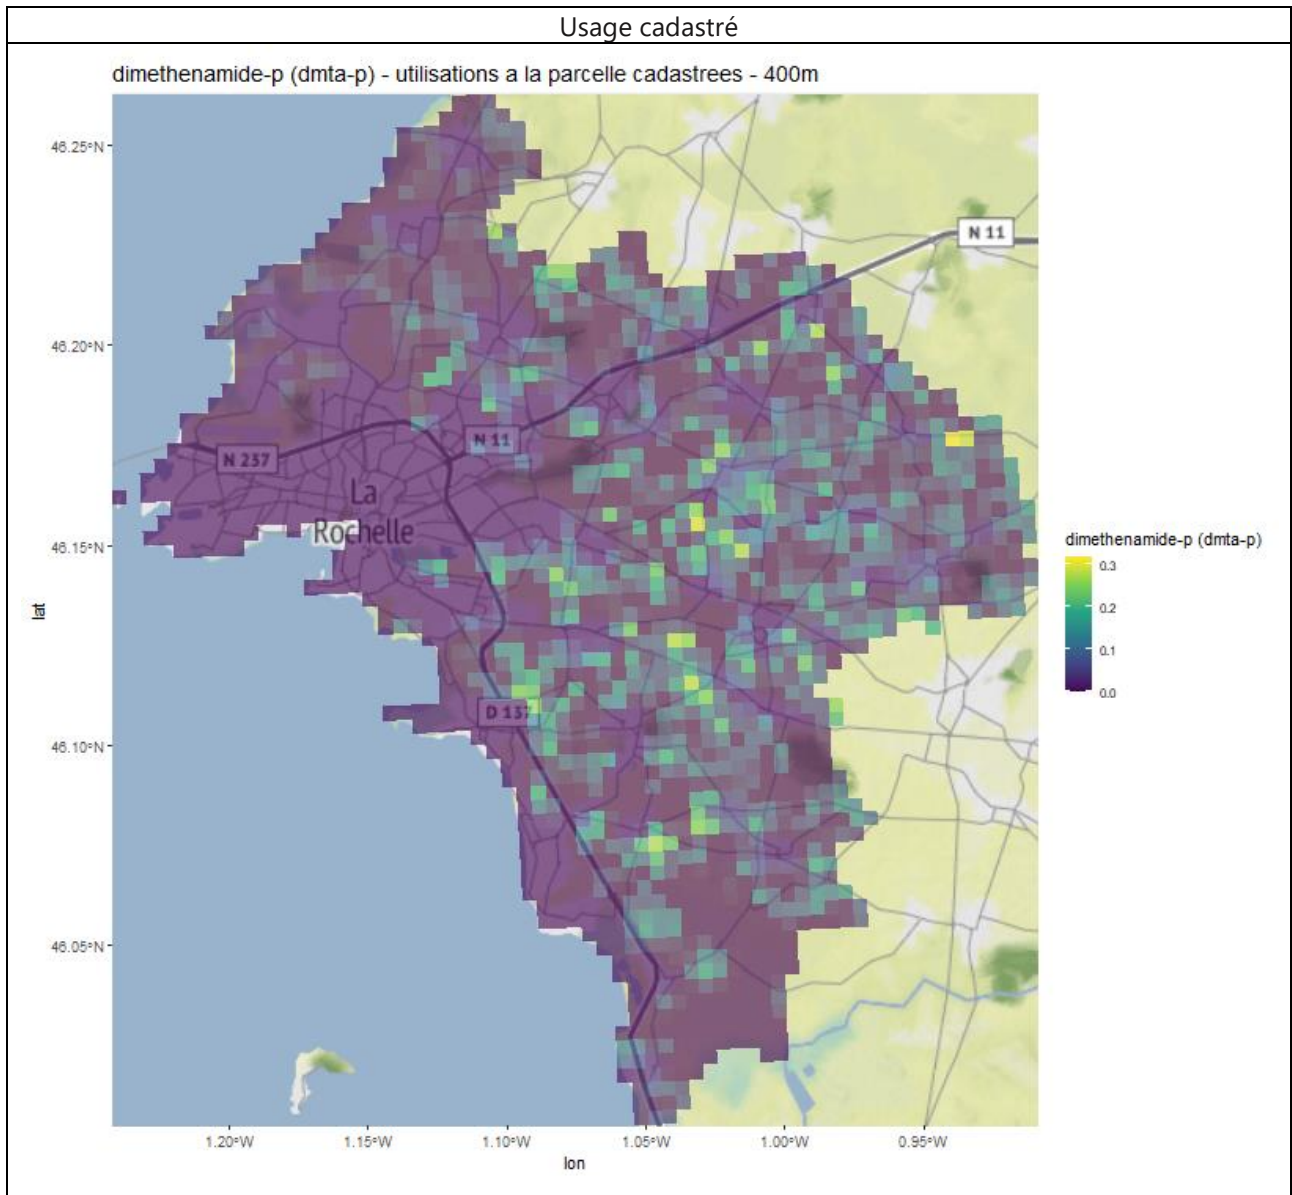 Usage cadastré
dimethenamide-p (dmta-p) - utilisations a la parcelle cadastrees - 400m
46.25°N
46.20°N
46.15°N
46.10°N
46.05°N
lat
N 11
N 11
N 237
La
Rochelle
D 137
dimethenamide-p (dmta-p)
0.3
0.2
0.1
0.0
1.20°W
1.15°W
1.10°W
1.05°W
1.00°W
0.95°W
lon